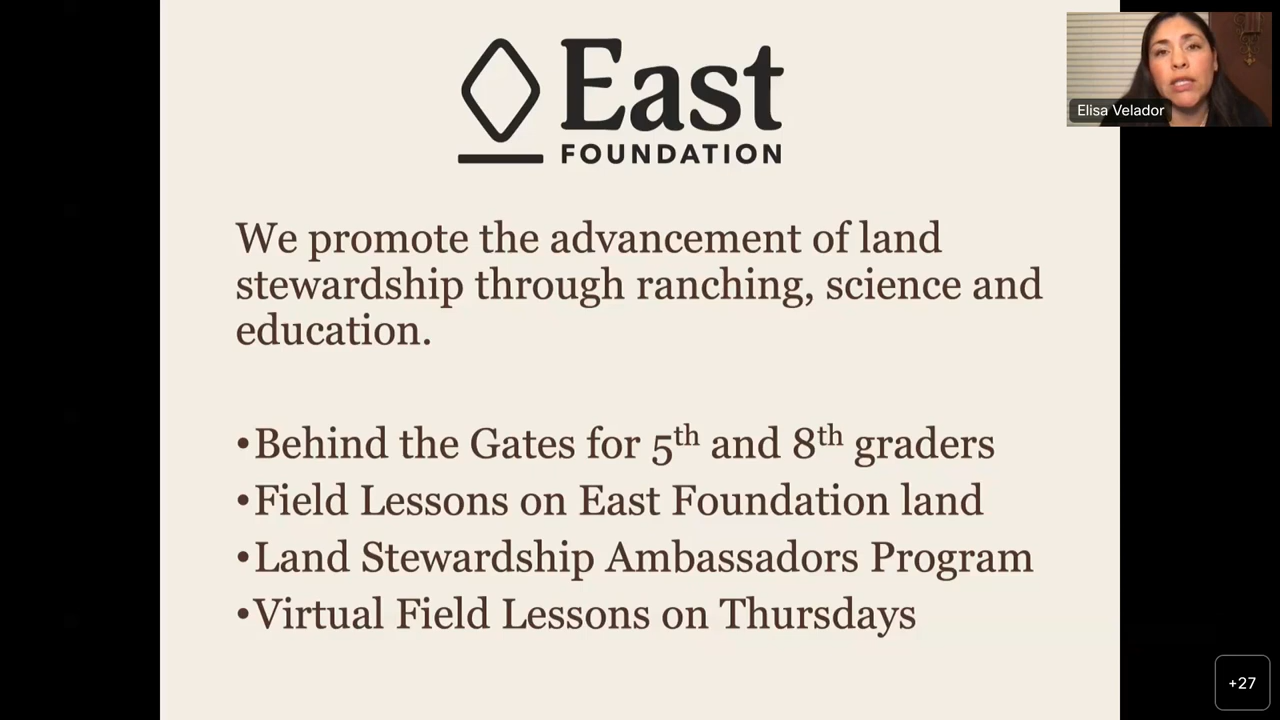 East
FOUNDATION
Elisa Velador
We promote the advancement of land
stewardship through ranching, science and
education.
•Behind the Gates for 5th and 8th graders
•Field Lessons on East Foundation land
•Land Stewardship Ambassadors Program
•Virtual Field Lessons on Thursdays
+27